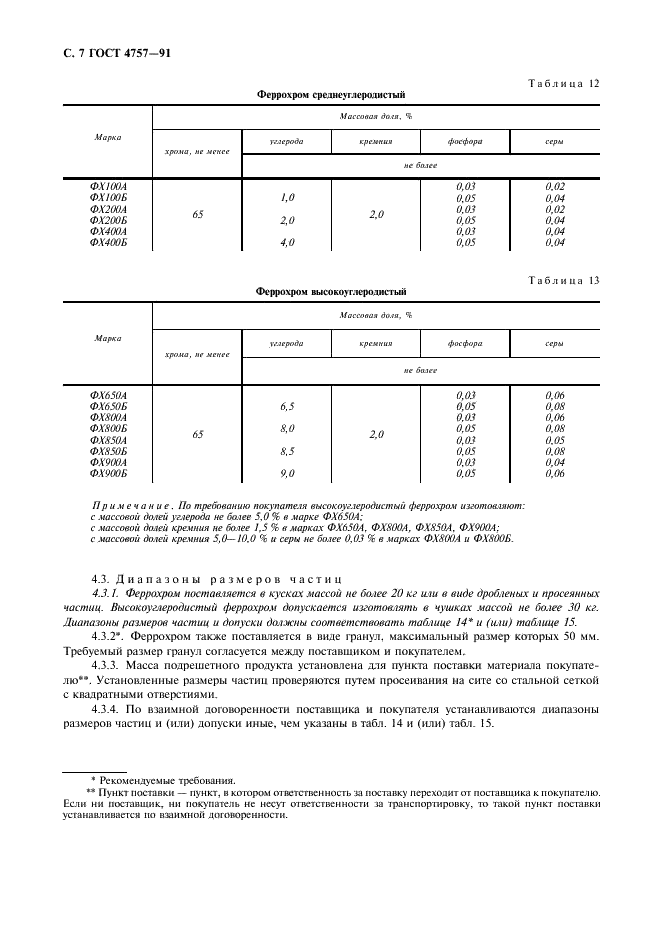 С. 7 ГОСТ 4757—91
Таблица 12
Феррохром среднеуглеродистый
Марка
Массовая доля, %
хрома, не менее
углерода
кремния
фосфора
серы
не более
ФХ100А 0,03 0,02
ФХ100Б 1,0 0,05 0,04
ФХ200А 65 2,0 0,03 0,02
ФХ200Б 2,0 0,05 0,04
ФХ400А 0,03 0,04
ФХ400Б 4,0 0,05 0,04
Таблица 13
Феррохром высокоуглеродистый
Марка
Массовая доля, %
хрома, не менее
углерода
кремния
фосфора
серы
не более
ФХ650А 0,03 0,06
ФХ650Б 6,5 0,05 0,08
ФХ800А 0,03 0,06
ФХ800Б 65 8,0 2,0 0,05 0,08
ФХ850А 0,03 0,05
ФХ850Б 8,5 0,05 0,08
ФХ900А 0,03 0,04
ФХ900Б 9,0 0,05 0,06
Примечание. По требованию покупателя высокоуглеродистый феррохром изготовляют:
с массовой долей углерода не более 5,0 % в марке ФХ650А;
с массовой долей кремния не более 1,5 % в марках ФХ650А, ФХ800А, ФХ850А, ФХ900А;
с массовой долей кремния 5,0—10,0 % и серы не более 0,03 % в марках ФХ800А и ФХ800Б.
4.3. Диапазоны размеров частиц
4.3.1. Феррохром поставляется в кусках массой не более 20 кг или в виде дробленых и просеянных
частиц. Высокоуглеродистый феррохром допускается изготовлять в чушках массой не более 30 кг.
Диапазоны размеров частиц и допуски должны соответствовать таблице 14* и (или) таблице 15.
4.3.2*. Феррохром также поставляется в виде гранул, максимальный размер которых 50 мм.
Требуемый размер гранул согласуется между поставщиком и покупателем.
4.3.3. Масса подрешетного продукта установлена для пункта поставки материала покупате-
лю**. Установленные размеры частиц проверяются путем просеивания на сите со стальной сеткой
с квадратными отверстиями.
4.3.4. По взаимной договоренности поставщика и покупателя устанавливаются диапазоны
размеров частиц и (или) допуски иные, чем указаны в табл. 14 и (или) табл. 15.
* Рекомендуемые требования.
** Пункт поставки — пункт, в котором ответственность за поставку переходит от поставщика к покупателю.
Если ни поставщик, ни покупатель не несут ответственности за транспортировку, то такой пункт поставки
устанавливается по взаимной договоренности.